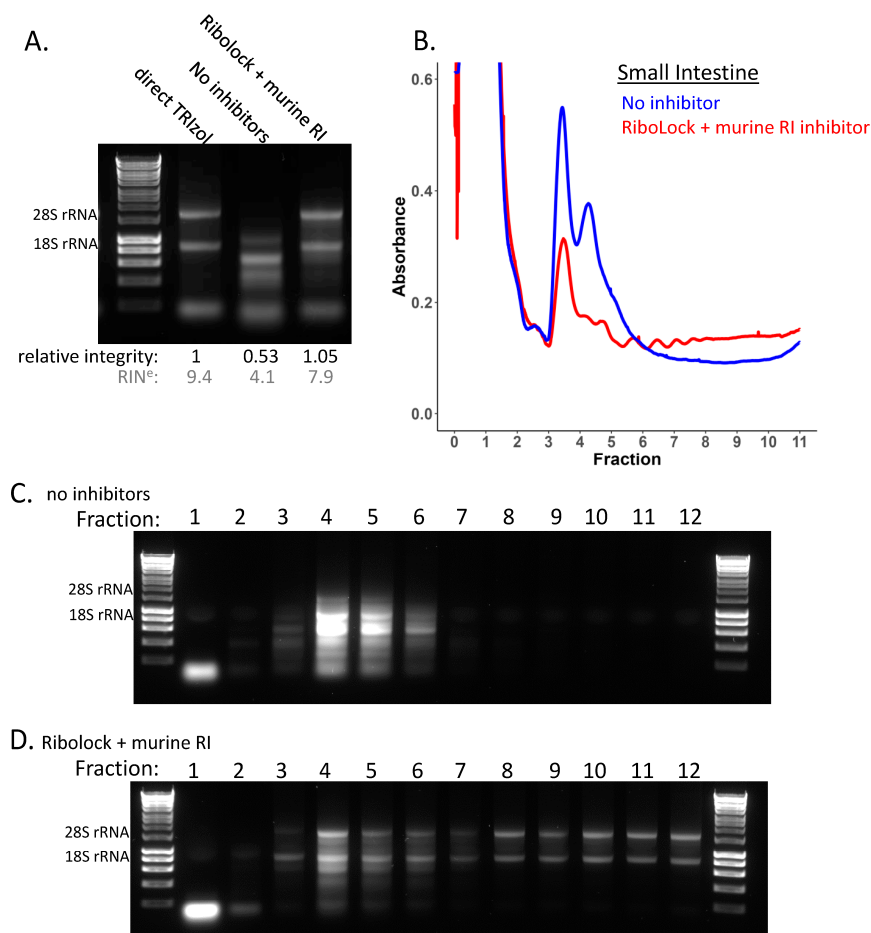 A.
direct TRIzol
No inhibitors
Ribolock + murine RI
28S rRNA
18S rRNA
relative integrity: 1 0.53 1.05
RINe: 9.4 4.1 7.9
B.
Small Intestine
No inhibitor
RiboLock + murine RI inhibitor
Absorbance
0.6
0.4
0.2
0.0
0 1 2 3 4 5 6 7 8 9 10 11
Fraction
C. no inhibitors
Fraction: 1 2 3 4 5 6 7 8 9 10 11 12
28S rRNA
18S rRNA
D. Ribolock + murine RI
Fraction: 1 2 3 4 5 6 7 8 9 10 11 12
28S rRNA
18S rRNA